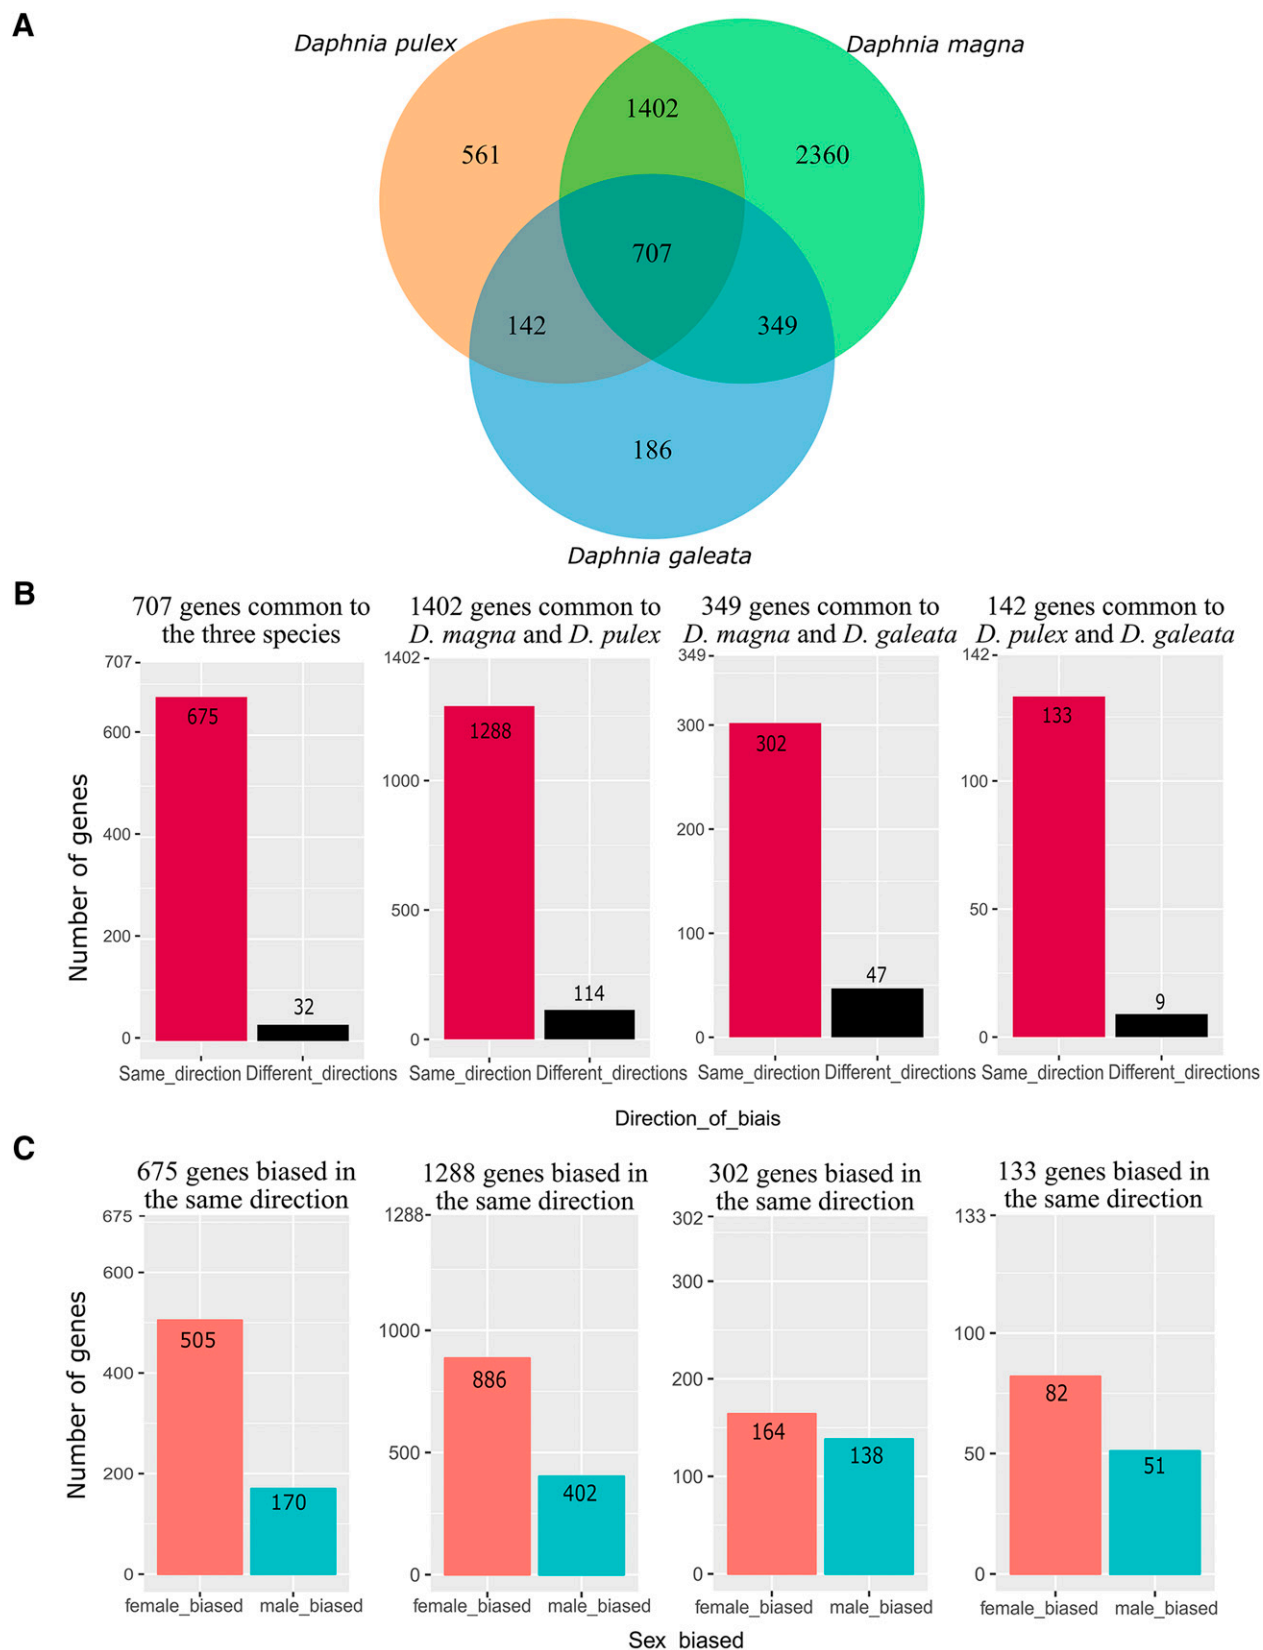 A
Daphnia pulex
Daphnia magna
1402
561
2360
707
142
349
186
Daphnia galeata
B
707 genes common to
the three species
1402 genes common to
D. magna and D. pulex
349 genes common to
D. magna and D. galeata
142 genes common to
D. pulex and D. galeata
Number of genes
707
600
400
200
0
675
32
Same_direction
Different_directions
1402
1000
500
0
1288
114
Same_direction
Different_directions
349
300
200
100
0
302
47
Same_direction
Different_directions
142
100
50
0
133
9
Same_direction
Different_directions
Direction_of_biais
C
675 genes biased in
the same direction
1288 genes biased in
the same direction
302 genes biased in
the same direction
133 genes biased in
the same direction
Number of genes
675
600
400
200
0
505
170
female_biased
male_biased
1288
1000
500
0
886
402
female_biased
male_biased
302
300
200
100
0
164
138
female_biased
male_biased
133
100
50
0
82
51
female_biased
male_biased
Sex_biased